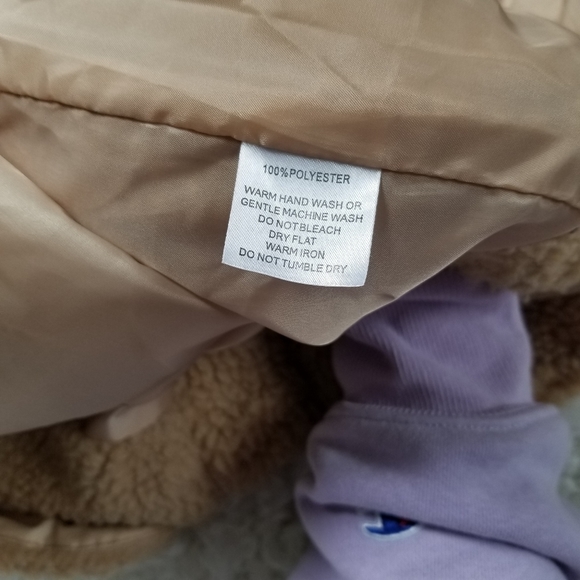 100%POLYESTER
WARM HAND WASH OR
GENTLE MACHINE WASH
DO NOT BLEACH
DRY FLAT
WARM IRON
DO NOT TUMBLE DRY